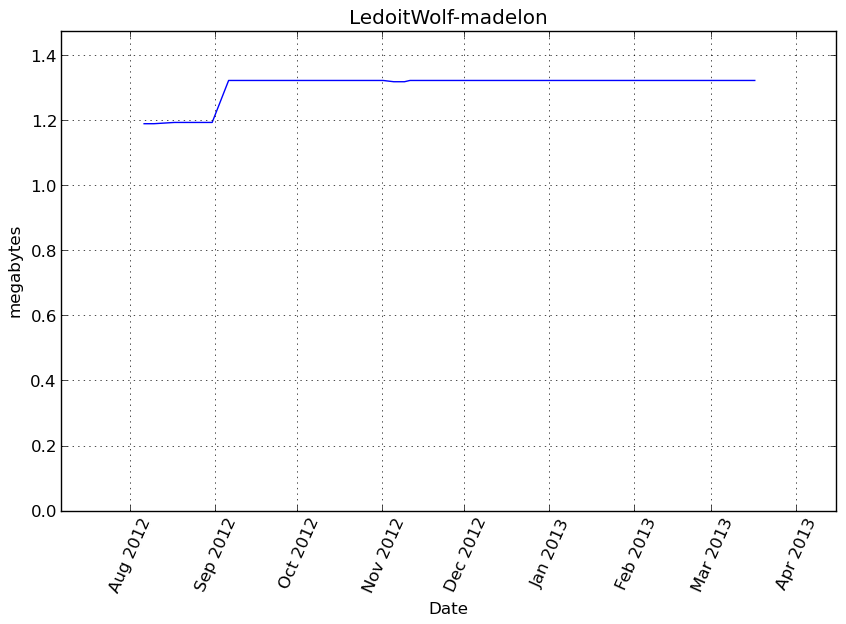 LedoitWolf-madelon
1.4
1.2
1.0
0.8
0.6
0.4
0.2
0.0
megabytes
Aug 2012
Sep 2012
Oct 2012
Nov 2012
Dec 2012
Jan 2013
Feb 2013
Mar 2013
Apr 2013
Date